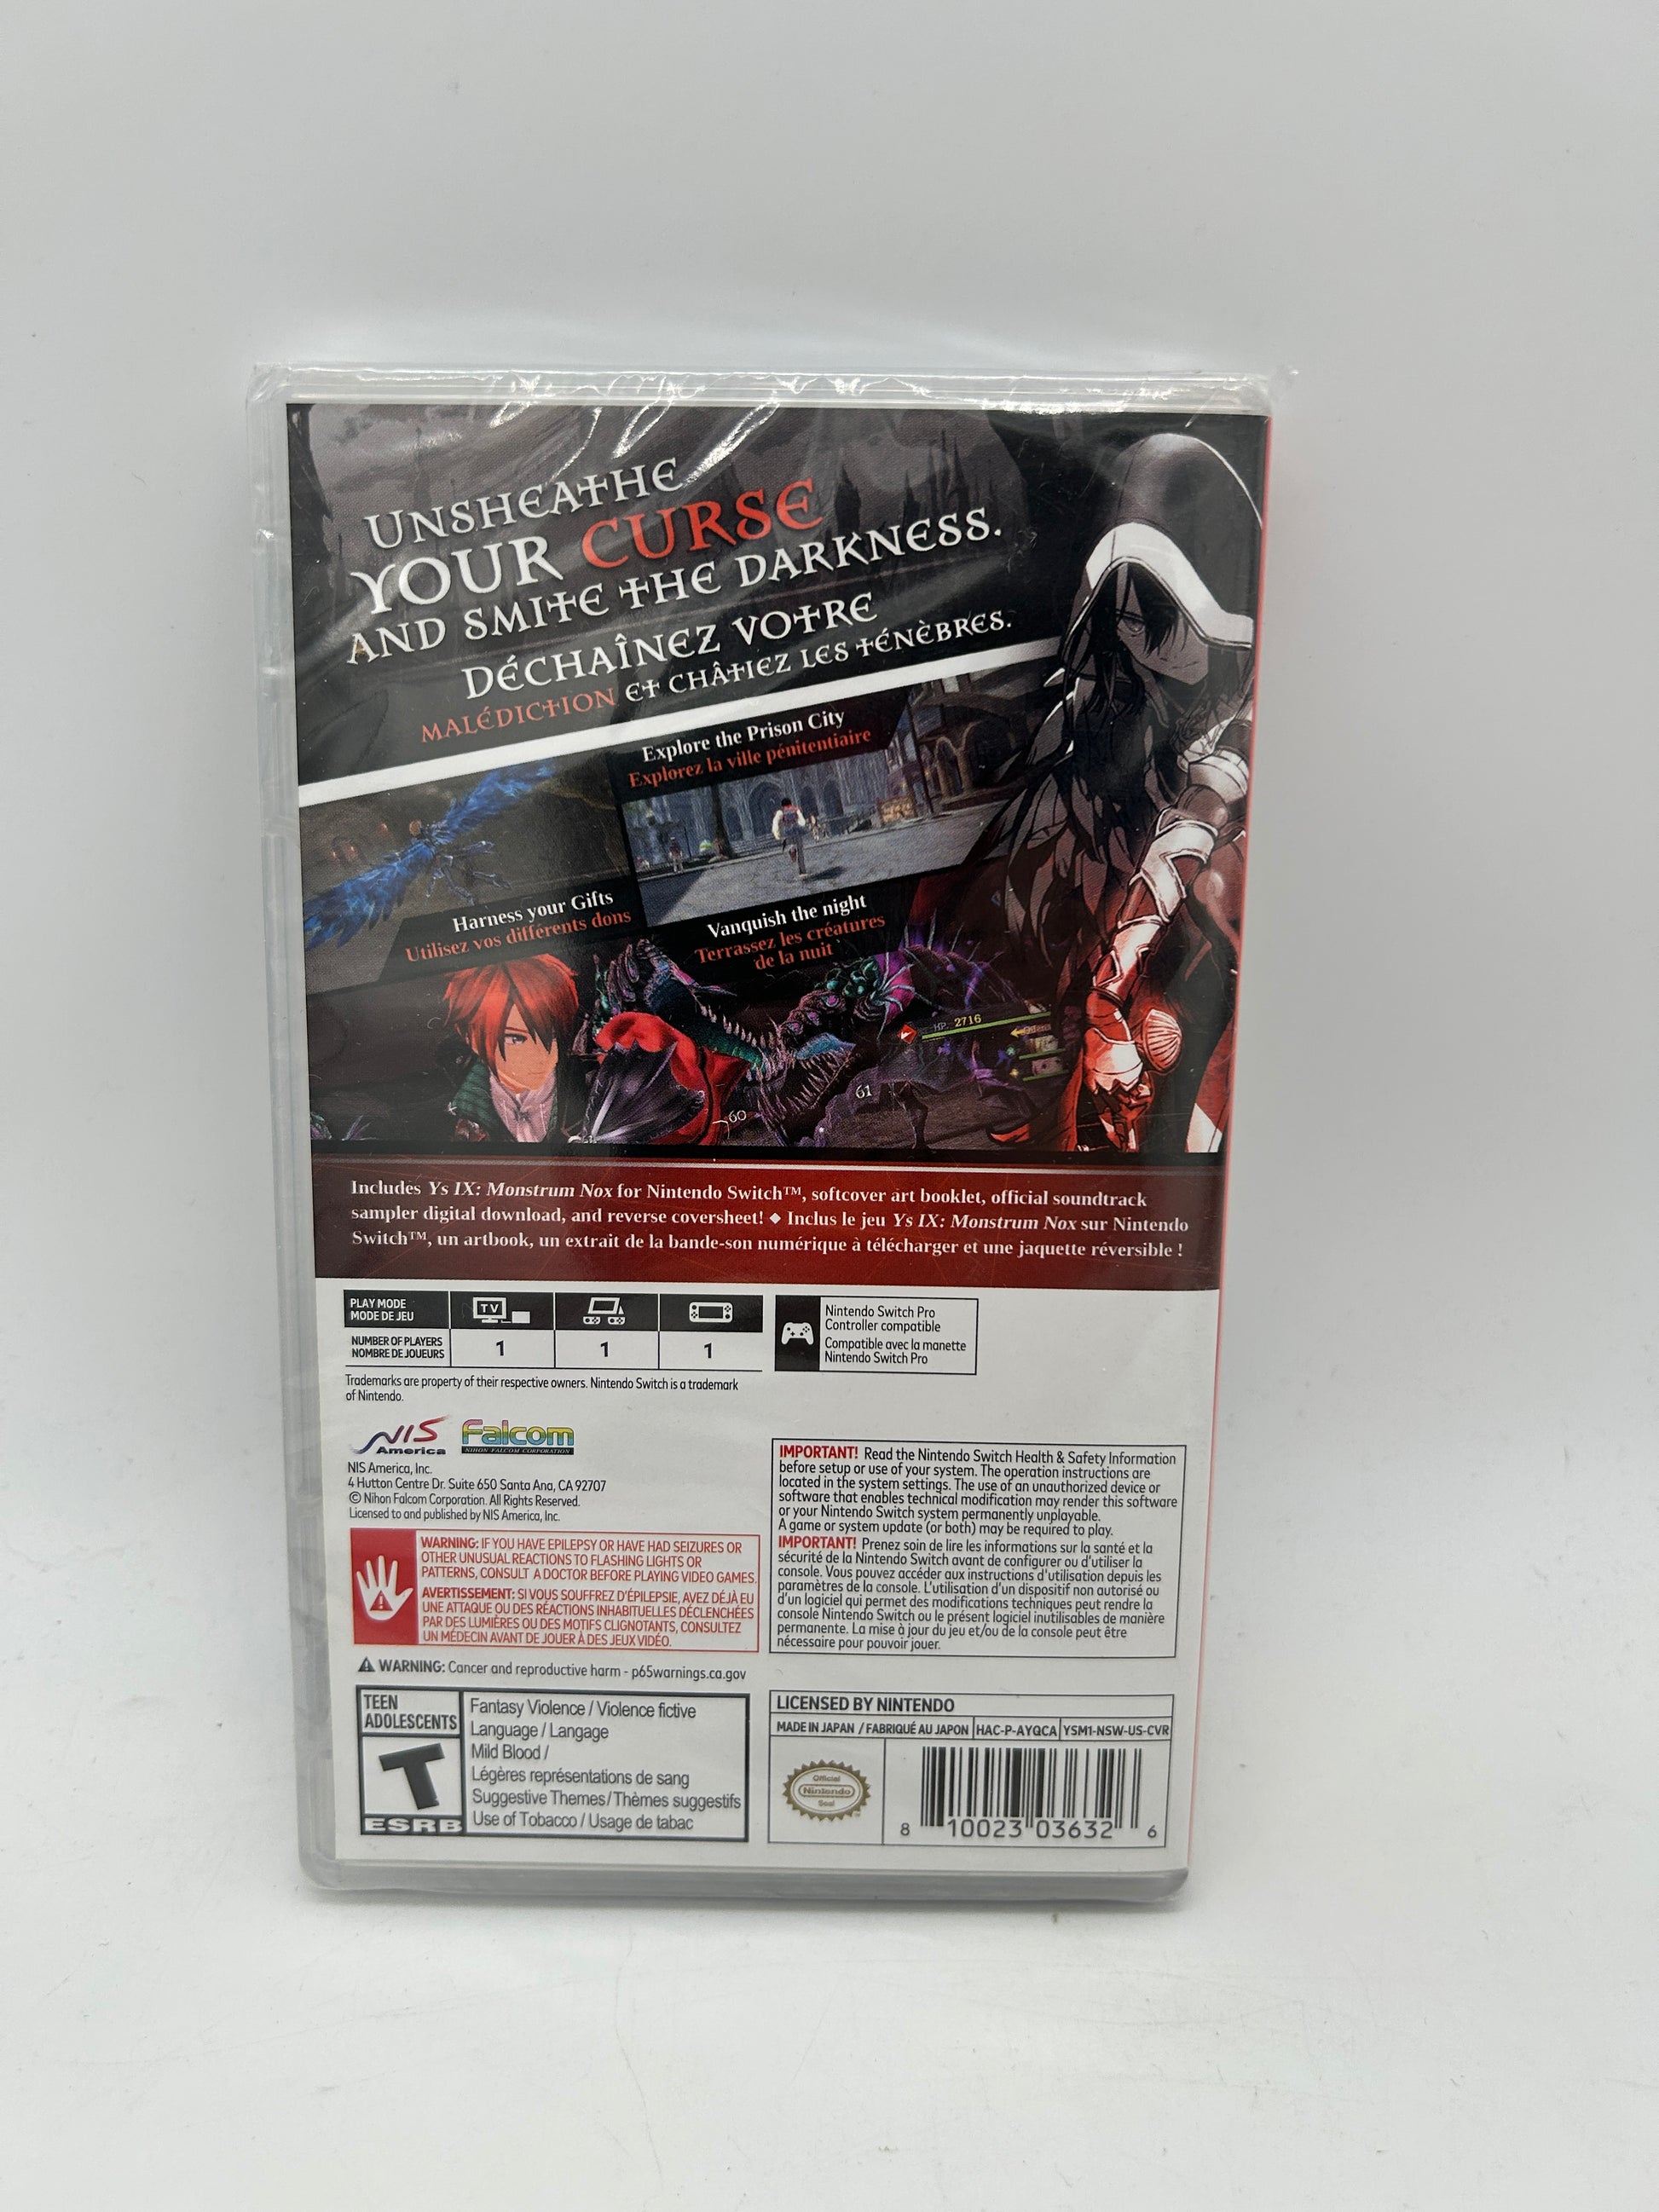 UNSHEATHE
YOUR CURSE
AND SMITE THE DARKNESS.
DÉCHAÎNEZ VOTRE
MALÉDICTION ET CHÂTIEZ LES TÉNÈBRES.
Explore the Prison City
Explorez la ville pénitentiaire
Harness your Gifts
Utilisez vos différents dons
Vanquish the night
Terrassez les créatures
de la nuit
HP 2716
60
61
Includes Ys IX: Monstrum Nox for Nintendo Switch™, softcover art booklet, official soundtrack
sampler digital download, and reverse coversheet! ◆ Inclus le jeu Ys IX: Monstrum Nox sur Nintendo
Switch™, un artbook, un extrait de la bande-son numérique à télécharger et une jaquette réversible !
PLAY MODE
MODE DE JEU
TV
NUMBER OF PLAYERS
NOMBRE DE JOUEURS
1
1
1
Nintendo Switch Pro
Controller compatible
Compatible avec la manette
Nintendo Switch Pro
Trademarks are property of their respective owners. Nintendo Switch is a trademark
of Nintendo.
NIS
America
Falcom
NIHON FALCOM CORPORATION
NIS America, Inc.
4 Hutton Centre Dr. Suite 650 Santa Ana, CA 92707
© Nihon Falcom Corporation. All Rights Reserved.
Licensed to and published by NIS America, Inc.
WARNING: IF YOU HAVE EPILEPSY OR HAVE HAD SEIZURES OR
OTHER UNUSUAL REACTIONS TO FLASHING LIGHTS OR
PATTERNS, CONSULT A DOCTOR BEFORE PLAYING VIDEO GAMES.
AVERTISSEMENT: SI VOUS SOUFFREZ D'ÉPILEPSIE, AVEZ DÉJÀ EU
UNE ATTAQUE OU DES RÉACTIONS INHABITUELLES DÉCLENCHÉES
PAR DES LUMIÈRES OU DES MOTIFS CLIGNOTANTS, CONSULTEZ
UN MÉDECIN AVANT DE JOUER À DES JEUX VIDÉO.
WARNING: Cancer and reproductive harm - p65warnings.ca.gov
IMPORTANT! Read the Nintendo Switch Health & Safety Information
before setup or use of your system. The operation instructions are
located in the system settings. The use of an unauthorized device or
software that enables technical modification may render this software
or your Nintendo Switch system permanently unplayable.
A game or system update (or both) may be required to play.
IMPORTANT! Prenez soin de lire les informations sur la santé et la
sécurité de la Nintendo Switch avant de configurer ou d'utiliser la
console. Vous pouvez accéder aux instructions d'utilisation depuis les
paramètres de la console. L'utilisation d'un dispositif non autorisé ou
d'un logiciel qui permet des modifications techniques peut rendre la
console Nintendo Switch ou le présent logiciel inutilisables de manière
permanente. La mise à jour du jeu et/ou de la console peut être
nécessaire pour pouvoir jouer.
TEEN
ADOLESCENTS
T
ESRB
Fantasy Violence / Violence fictive
Language / Langage
Mild Blood /
Légères représentations de sang
Suggestive Themes / Thèmes suggestifs
Use of Tobacco / Usage de tabac
LICENSED BY NINTENDO
MADE IN JAPAN / FABRIQUÉ AU JAPON HAC-P-AYQCA YSM1-NSW-US-CVR
Official
Nintendo
Seal
8 10023 03632 6